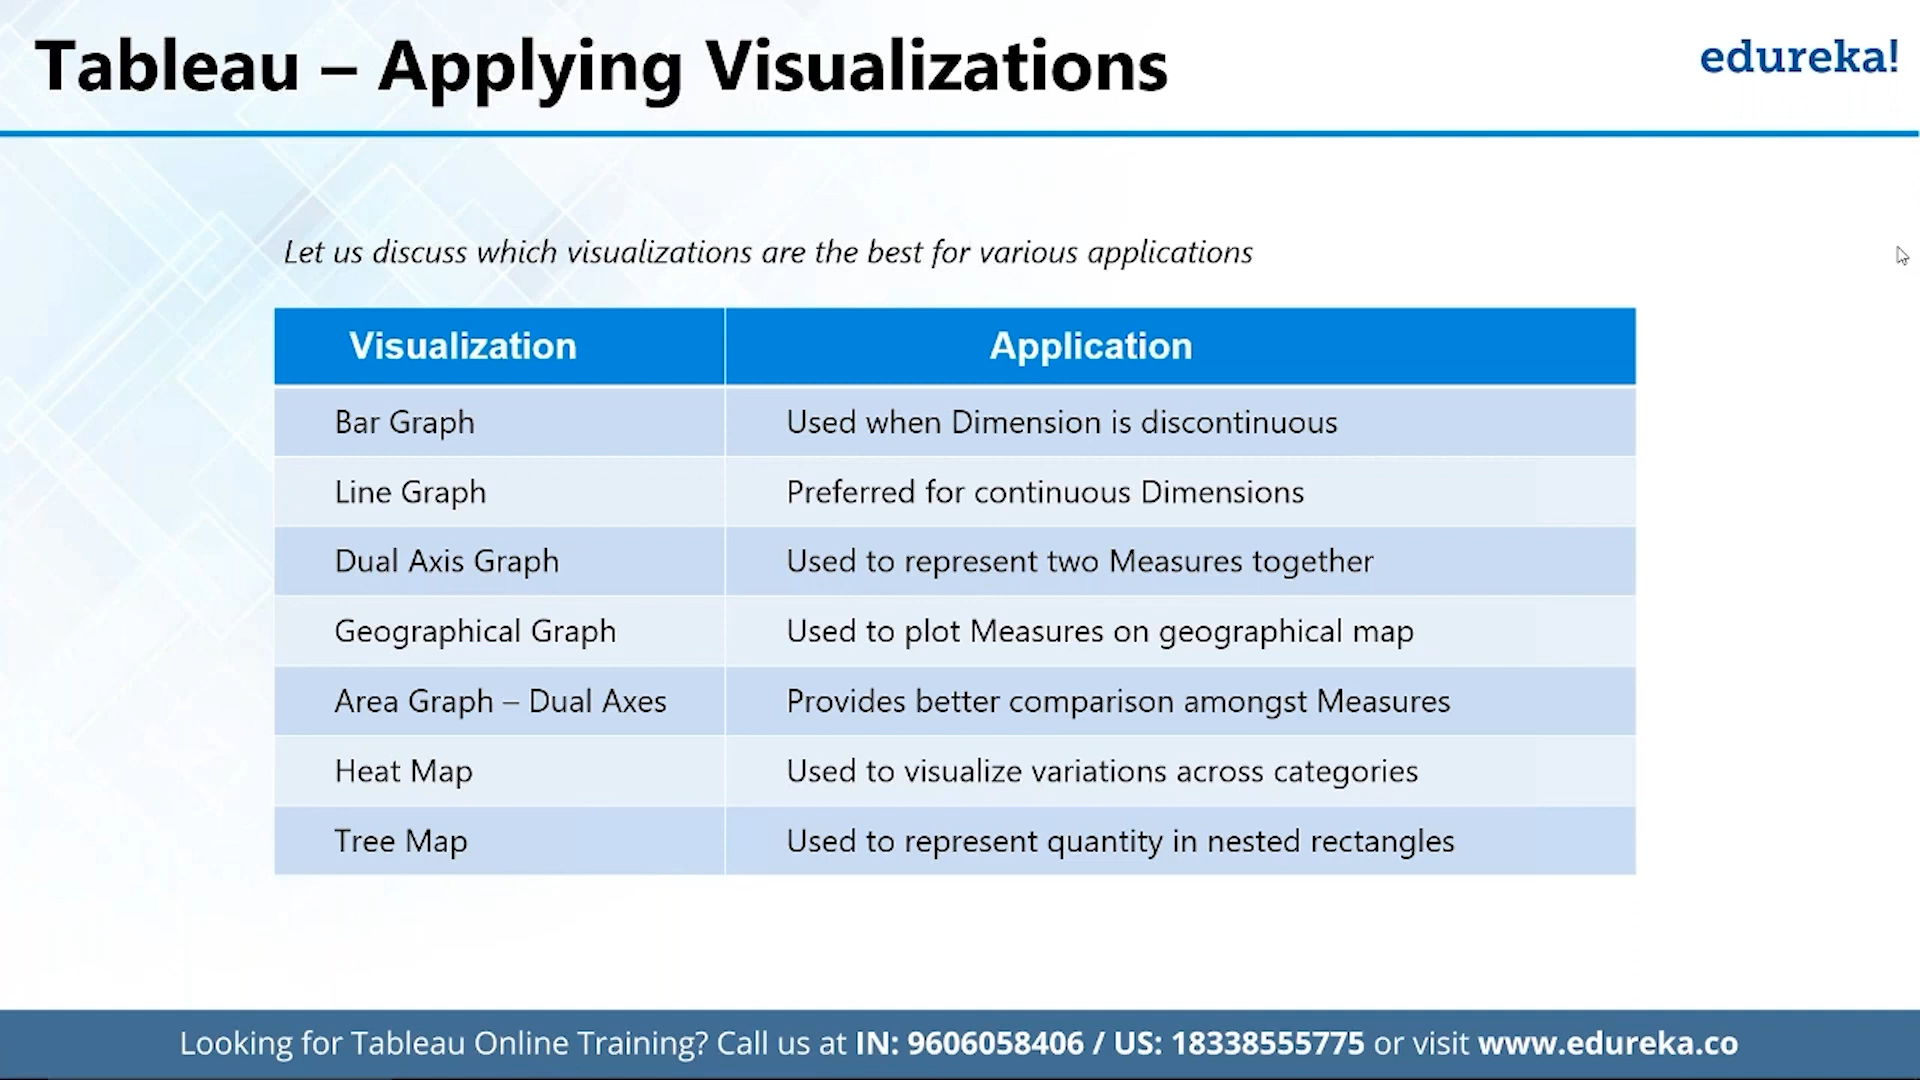 Tableau – Applying Visualizations
edureka!
Let us discuss which visualizations are the best for various applications
Visualization Application
Bar Graph Used when Dimension is discontinuous
Line Graph Preferred for continuous Dimensions
Dual Axis Graph Used to represent two Measures together
Geographical Graph Used to plot Measures on geographical map
Area Graph – Dual Axes Provides better comparison amongst Measures
Heat Map Used to visualize variations across categories
Tree Map Used to represent quantity in nested rectangles
Looking for Tableau Online Training? Call us at IN: 9606058406 / US: 18338555775 or visit www.edureka.co